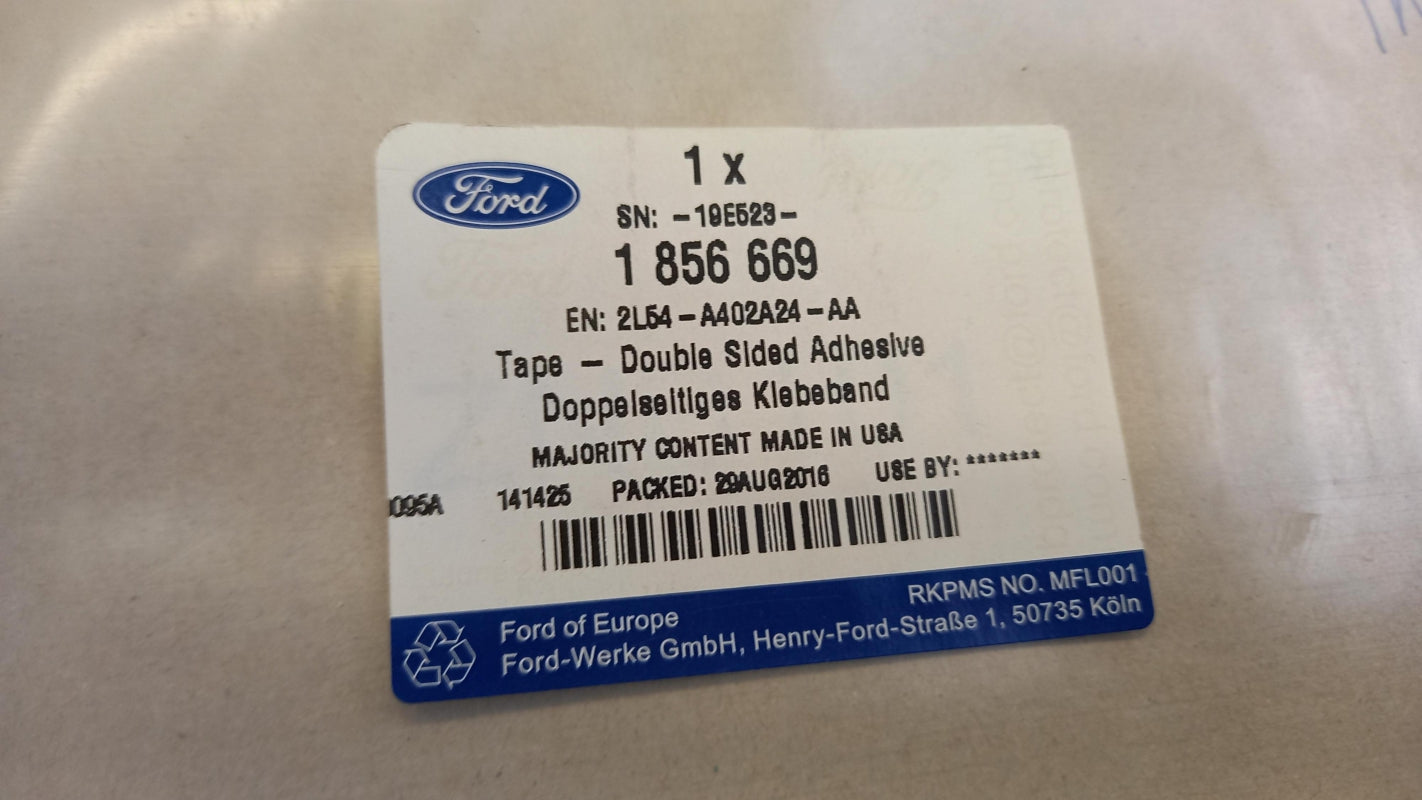 Ford
1 x
SN: -19E523-
1 856 669
EN: 2L54-A402A24-AA
Tape - Double Sided Adhesive
Doppelseitiges Klebeband
MAJORITY CONTENT MADE IN USA
095A 141425 PACKED: 29AUG2016 USE BY: *******
RKPMS NO. MFL001
Ford of Europe
Ford-Werke GmbH, Henry-Ford-Straße 1, 50735 Köln